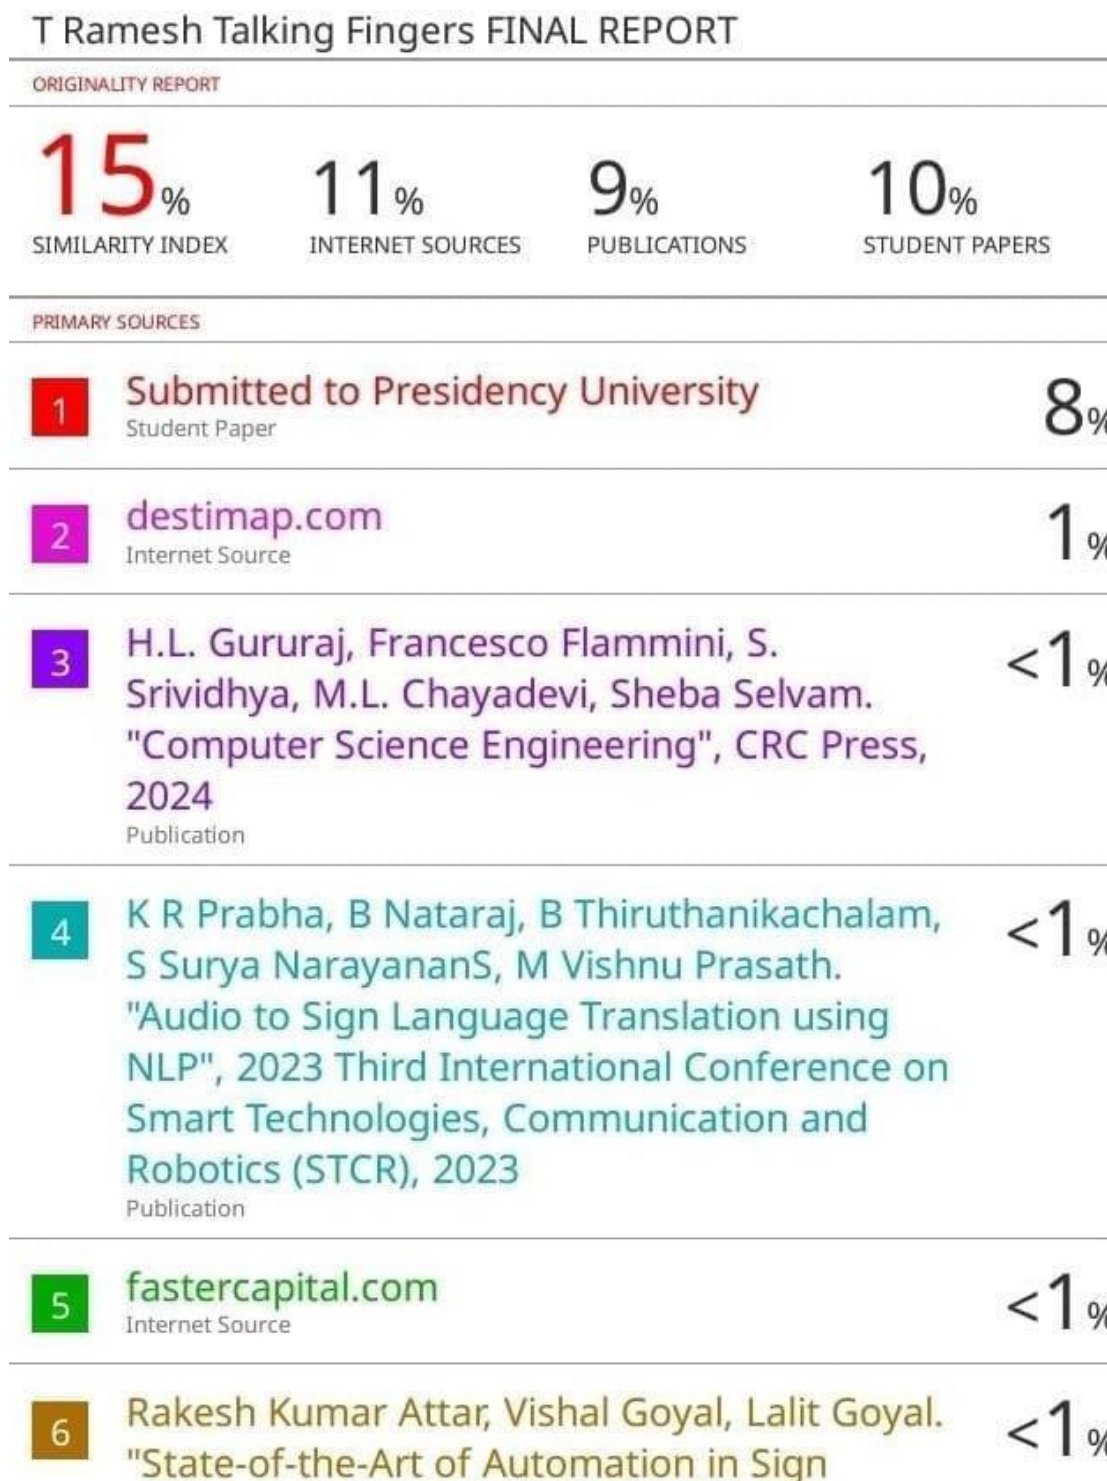 T Ramesh Talking Fingers FINAL REPORT
ORIGINALITY REPORT
15% 11% 9% 10%
SIMILARITY INDEX INTERNET SOURCES PUBLICATIONS STUDENT PAPERS
PRIMARY SOURCES
1 Submitted to Presidency University 8%
Student Paper
2 destimap.com 1%
Internet Source
3 H.L. Gururaj, Francesco Flammini, S. <1%
Srividhya, M.L. Chayadevi, Sheba Selvam.
"Computer Science Engineering", CRC Press,
2024
Publication
4 K R Prabha, B Nataraj, B Thiruthanikachalam, <1%
S Surya NarayananS, M Vishnu Prasath.
"Audio to Sign Language Translation using
NLP", 2023 Third International Conference on
Smart Technologies, Communication and
Robotics (STCR), 2023
Publication
5 fastercapital.com <1%
Internet Source
6 Rakesh Kumar Attar, Vishal Goyal, Lalit Goyal. <1%
"State-of-the-Art of Automation in Sign